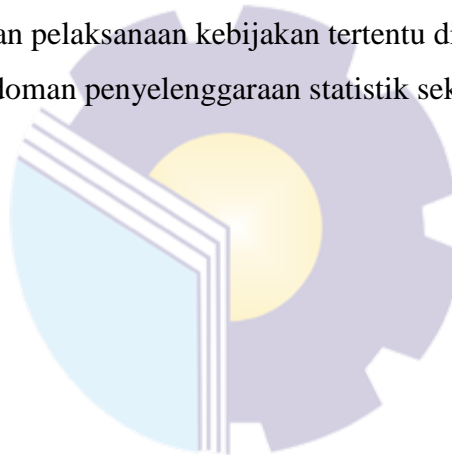 an pelaksanaan kebijakan tertentu di
doman penyelenggaraan statistik sek